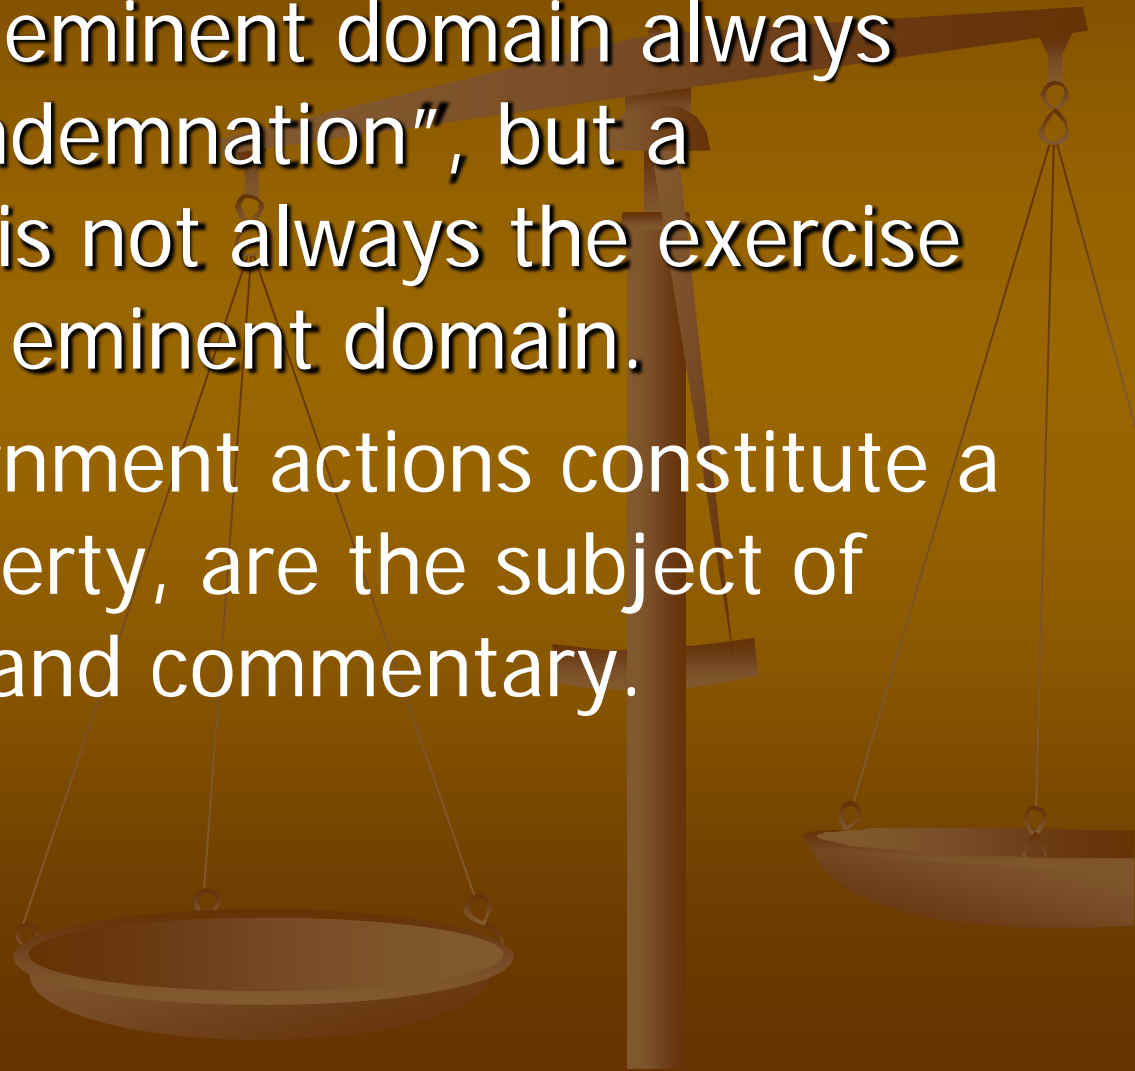 eminent domain always
ndemnation”, but a
is not always the exercise
eminent domain.
rnment actions constitute a
erty, are the subject of
and commentary.